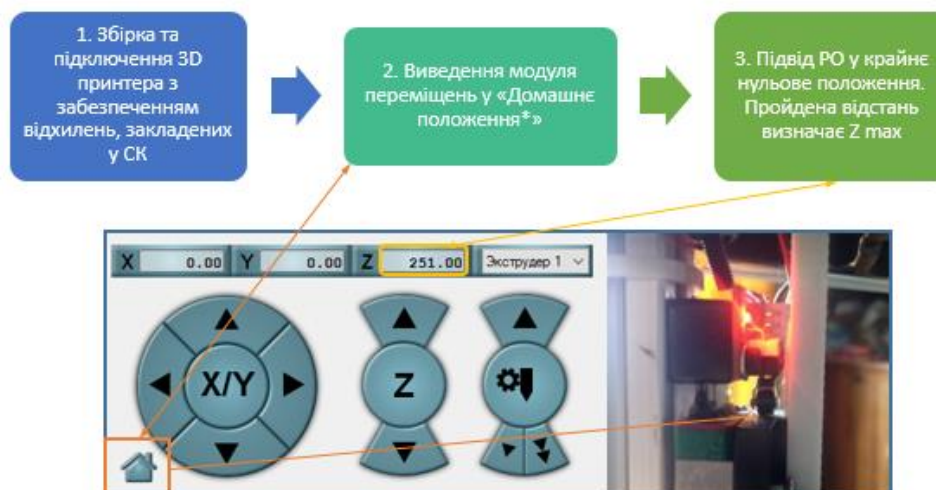 1. Збірка та
підключення 3D
принтера з
забезпеченням
відхилень, закладених
у СК
2. Виведення модуля
переміщень у «Домашнє
положення*»
3. Підвід РО у крайнє
нульове положення.
Пройдена відстань
визначає Z max
X 0.00 Y 0.00 Z 251.00 Экструдер 1
X/Y
Z